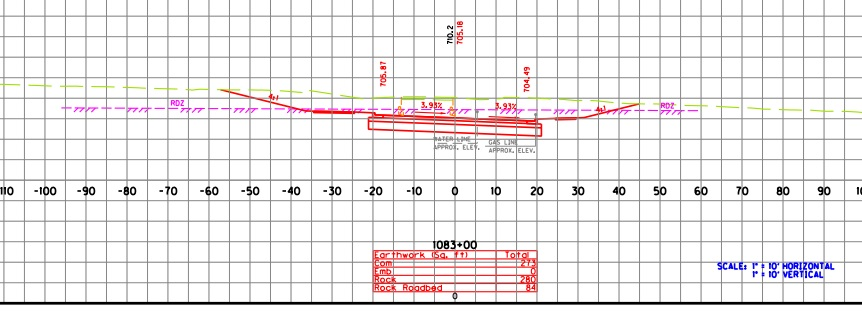 710.2
705.18
705.87
704.49
4:1
3.93%
3.93%
4:1
RDZ
RDZ
WATER LINE
APPROX. ELEV.
GAS LINE
APPROX. ELEV.
110 -100 -90 -80 -70 -60 -50 -40 -30 -20 -10 0 10 20 30 40 50 60 70 80 90 100
1083+00
Earthwork (Sq. ft) Total
Com 273
Emb 0
Rock 280
Rock Roadbed 84
0
SCALE: 1" = 10' HORIZONTAL
1" = 10' VERTICAL